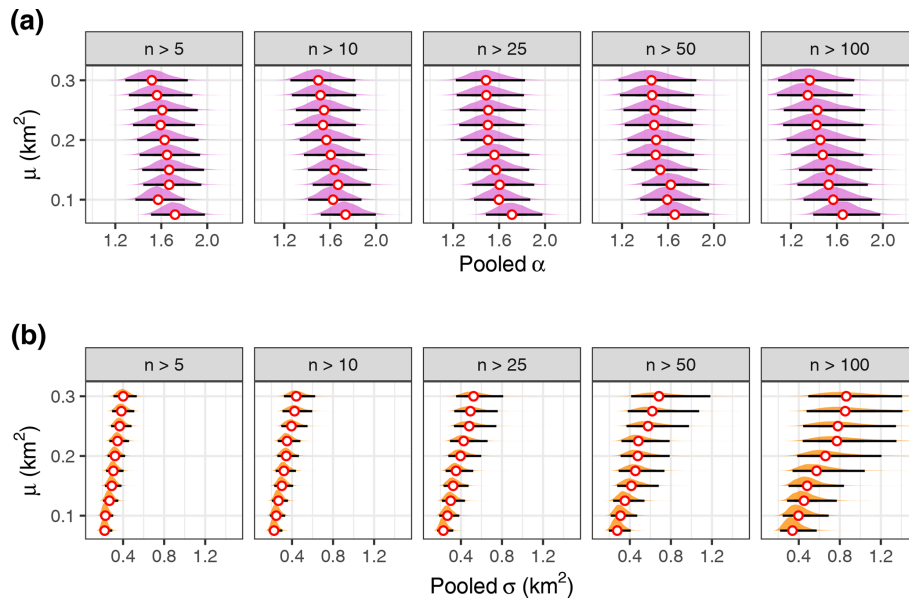 (a)
n > 5 n > 10 n > 25 n > 50 n > 100
μ (km²)
0.3
0.2
0.1
1.2 1.6 2.0 1.2 1.6 2.0 1.2 1.6 2.0 1.2 1.6 2.0 1.2 1.6 2.0
Pooled α
(b)
n > 5 n > 10 n > 25 n > 50 n > 100
μ (km²)
0.3
0.2
0.1
0.4 0.8 1.2 0.4 0.8 1.2 0.4 0.8 1.2 0.4 0.8 1.2 0.4 0.8 1.2
Pooled σ (km²)